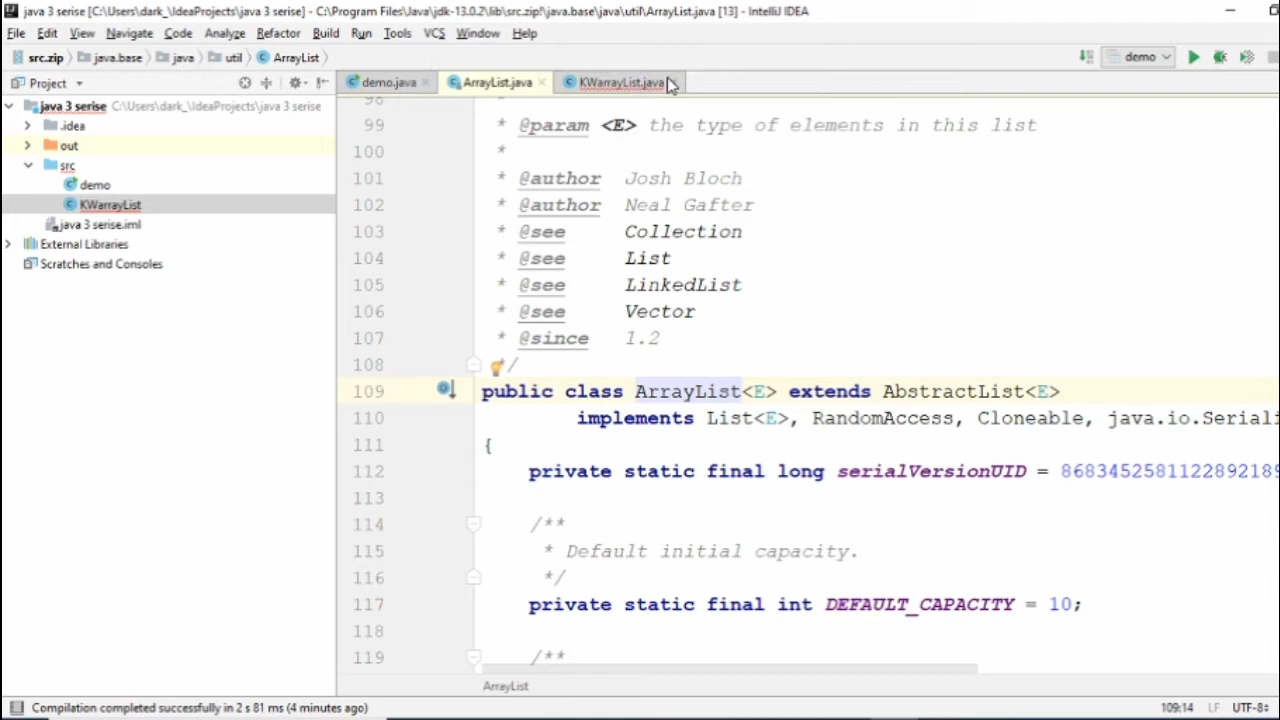 java 3 serise [C:\Users\dark_\IdeaProjects\java 3 serise] - C:\Program Files\Java\jdk-13.0.2\lib\src.zip!\java.base\java\util\ArrayList.java [13] - IntelliJ IDEA
File Edit View Navigate Code Analyze Refactor Build Run Tools VCS Window Help
src.zip java.base java util ArrayList demo
Project demo.java ArrayList.java KWarrayList.java
java 3 serise C:\Users\dark_\IdeaProjects\java 3 serise
.idea
out
src
demo
KWarrayList
java 3 serise.iml
External Libraries
Scratches and Consoles
98 *
99 * @param <E> the type of elements in this list
100 *
101 * @author Josh Bloch
102 * @author Neal Gafter
103 * @see Collection
104 * @see List
105 * @see LinkedList
106 * @see Vector
107 * @since 1.2
108 */
109 public class ArrayList<E> extends AbstractList<E>
110 implements List<E>, RandomAccess, Cloneable, java.io.Seriali
111 {
112 private static final long serialVersionUID = 8683452581122892189
113
114 /**
115 * Default initial capacity.
116 */
117 private static final int DEFAULT_CAPACITY = 10;
118
119 /**
ArrayList
Compilation completed successfully in 2 s 81 ms (4 minutes ago) 109:14 LF UTF-8